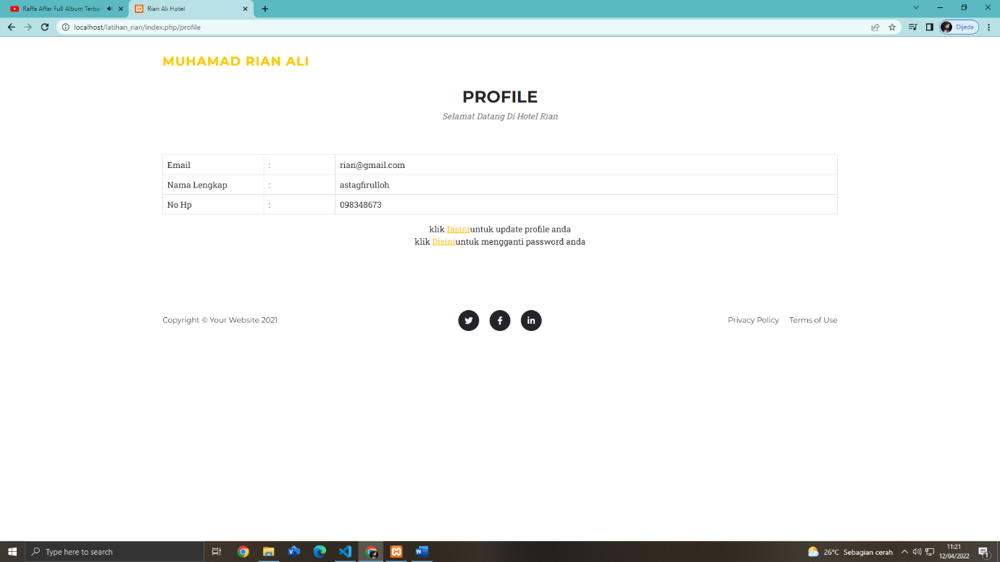 Raffa Affar Full Album Terbai
Rian Ali Hotel
localhost/latihan_rian/index.php/profile
Dijeda
MUHAMAD RIAN ALI
PROFILE
Selamat Datang Di Hotel Rian
Email : rian@gmail.com
Nama Lengkap : astagfirulloh
No Hp : 098348673
klik Disiniuntuk update profile anda
klik Disiniuntuk mengganti password anda
Copyright © Your Website 2021
Privacy Policy Terms of Use
Type here to search
26°C Sebagian cerah
11:21
12/04/2022
1